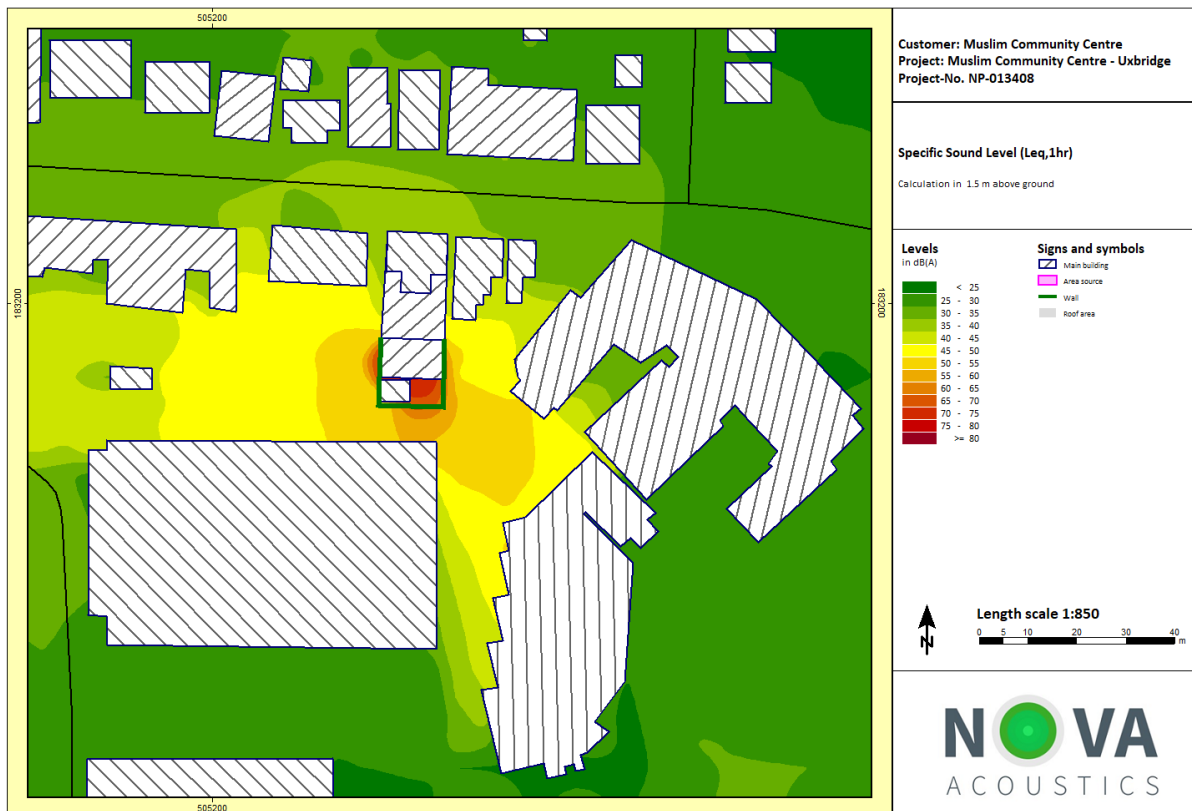 505200
183200
183200
505200
Customer: Muslim Community Centre
Project: Muslim Community Centre - Uxbridge
Project-No. NP-013408
Specific Sound Level (Leq,1hr)
Calculation in 1.5 m above ground
Levels
in dB(A)
< 25
25 - 30
30 - 35
35 - 40
40 - 45
45 - 50
50 - 55
55 - 60
60 - 65
65 - 70
70 - 75
75 - 80
>= 80
Signs and symbols
Main building
Area source
Wall
Roof area
N
Length scale 1:850
0 5 10 20 30 40
m
NOVA
ACOUSTICS